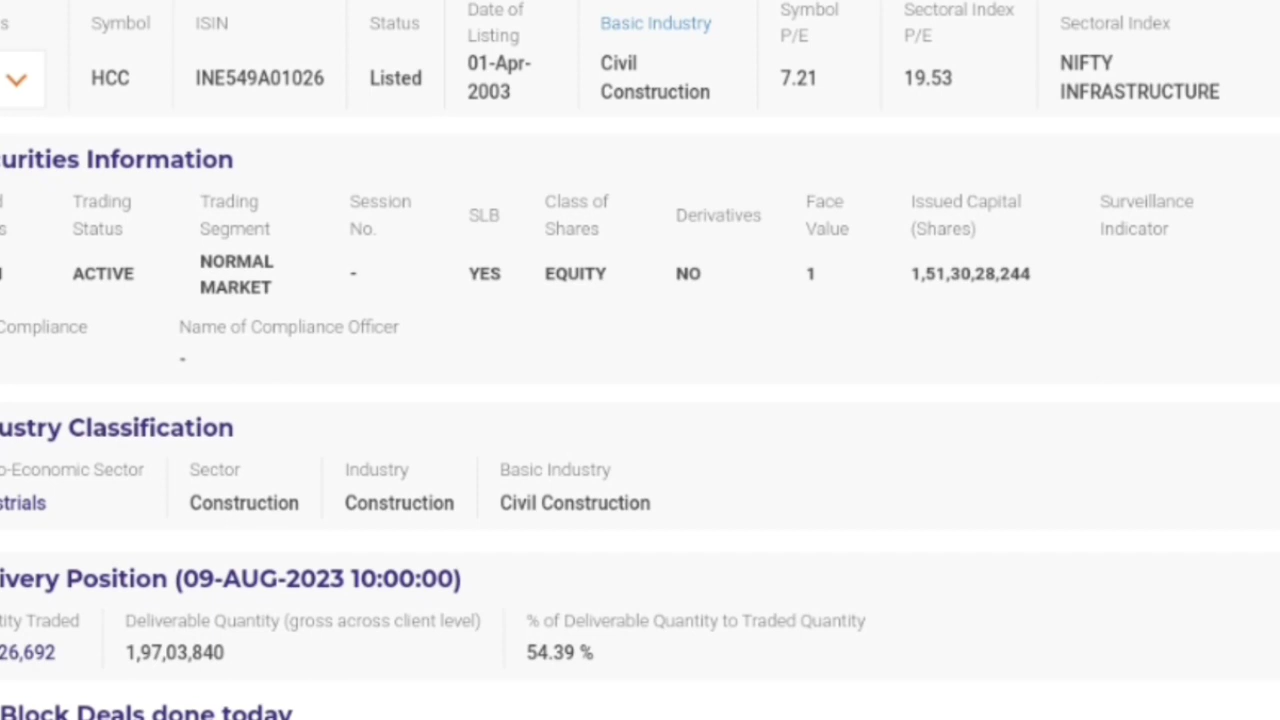 s Symbol ISIN Status Date of Listing Basic Industry Symbol P/E Sectoral Index P/E Sectoral Index
HCC INE549A01026 Listed 01-Apr-2003 Civil Construction 7.21 19.53 NIFTY INFRASTRUCTURE
urities Information
Trading Status Trading Segment Session No. SLB Class of Shares Derivatives Face Value Issued Capital (Shares) Surveillance Indicator
ACTIVE NORMAL MARKET - YES EQUITY NO 1 1,51,30,28,244
Compliance Name of Compliance Officer
-
ustry Classification
o-Economic Sector Sector Industry Basic Industry
strials Construction Construction Civil Construction
ivery Position (09-AUG-2023 10:00:00)
tity Traded Deliverable Quantity (gross across client level) % of Deliverable Quantity to Traded Quantity
26,692 1,97,03,840 54.39 %
Block Deals done today